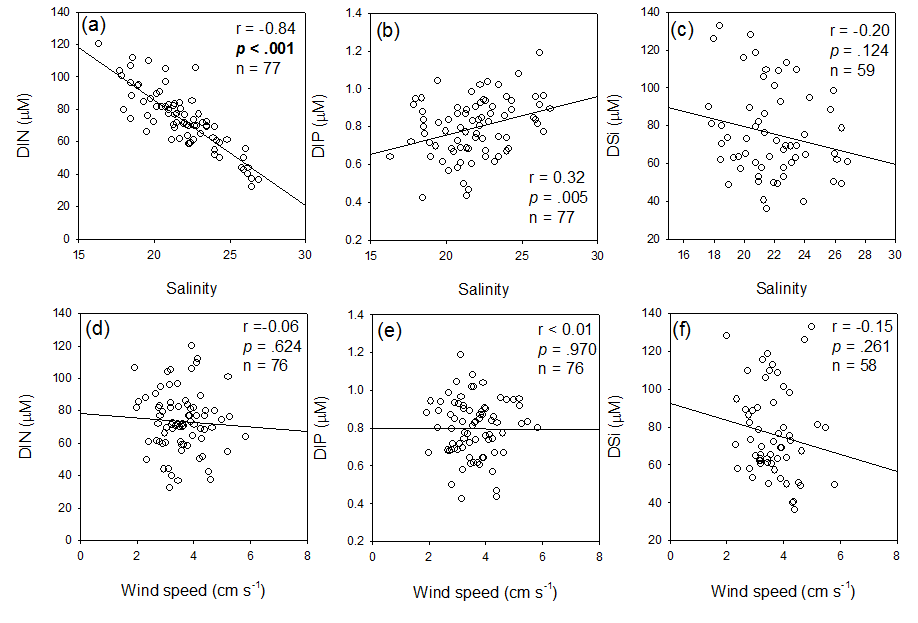 (a)
r = -0.84
p < .001
n = 77
140
120
100
80
60
40
20
0
DIN (μM)
15
20
25
30
Salinity
(b)
r = 0.32
p = .005
n = 77
1.4
1.2
1.0
0.8
0.6
0.4
0.2
DIP (μM)
15
20
25
30
Salinity
(c)
r = -0.20
p = .124
n = 59
140
120
100
80
60
40
20
DSi (μM)
16
18
20
22
24
26
28
30
Salinity
(d)
r =-0.06
p = .624
n = 76
140
120
100
80
60
40
20
0
DIN (μM)
0
2
4
6
8
Wind speed (cm s⁻¹)
(e)
r < 0.01
p = .970
n = 76
1.4
1.2
1.0
0.8
0.6
0.4
0.2
DIP (μM)
0
2
4
6
8
Wind speed (cm s⁻¹)
(f)
r = -0.15
p = .261
n = 58
140
120
100
80
60
40
20
DSi (μM)
0
2
4
6
8
Wind speed (cm s⁻¹)